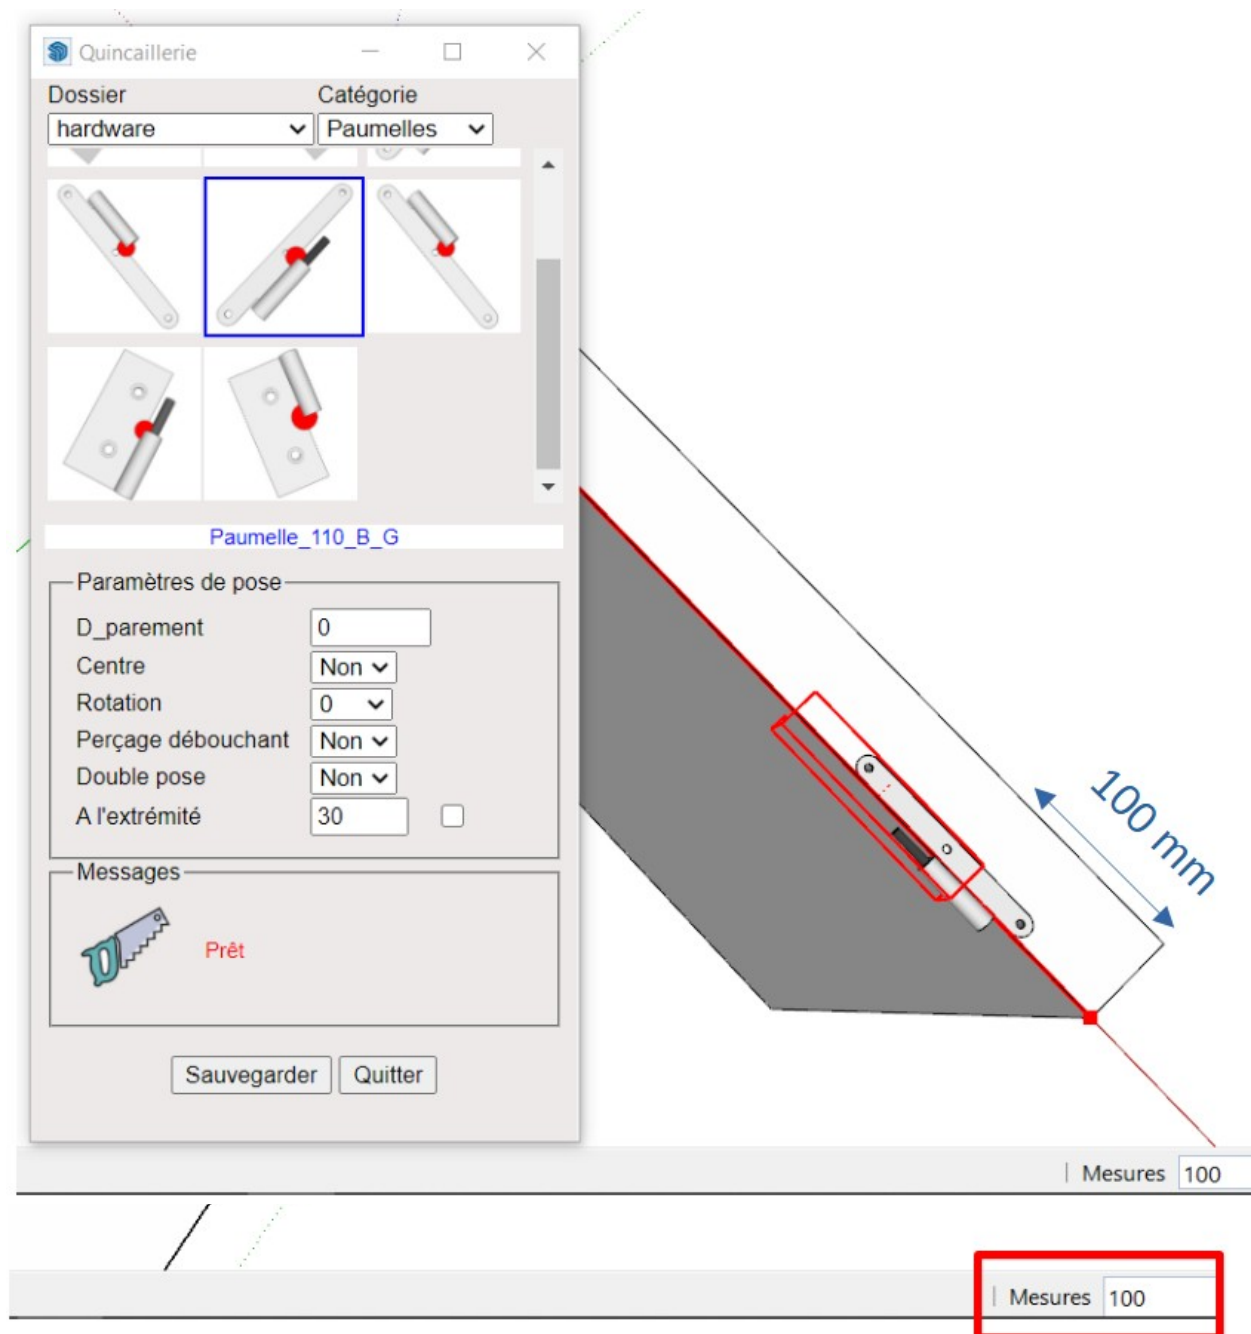 Quincaillerie
Dossier Catégorie
hardware Paumelles
Paumelle_110_B_G
Paramètres de pose
D_parement 0
Centre Non
Rotation 0
Perçage débouchant Non
Double pose Non
A l'extrémité 30
Messages
Prêt
Sauvegarder Quitter
100 mm
Mesures 100
Mesures 100